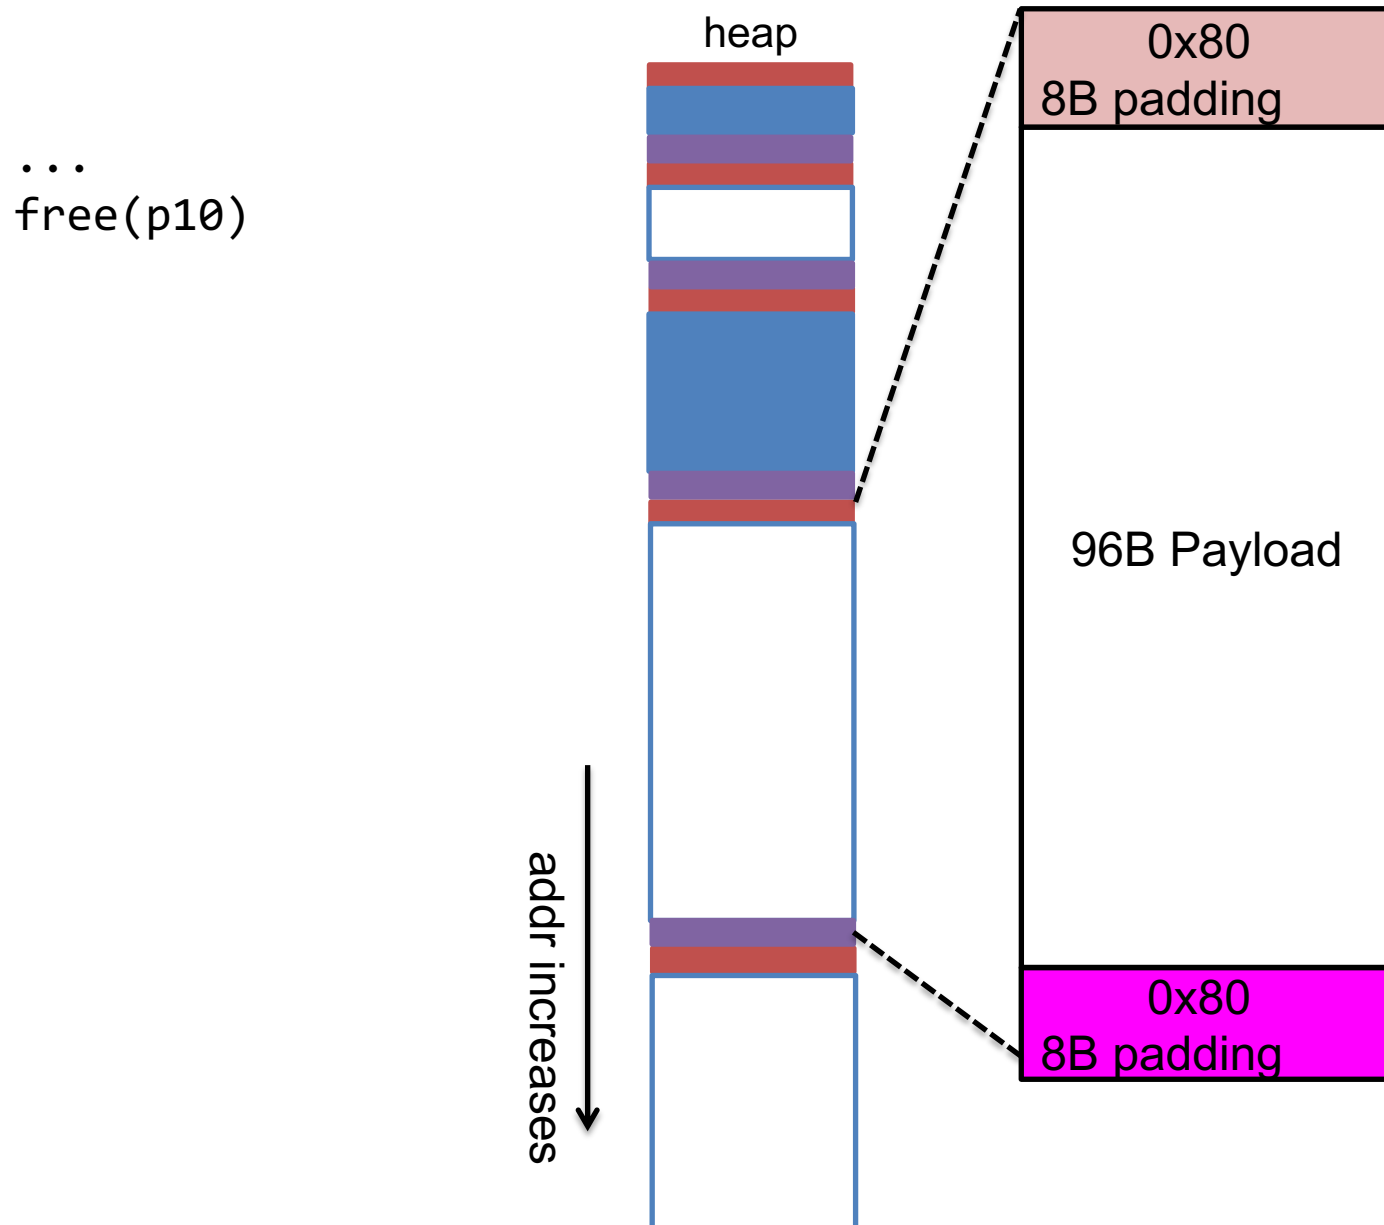 heap
...
free(p10)
addr increases
0x80
8B padding
96B Payload
0x80
8B padding